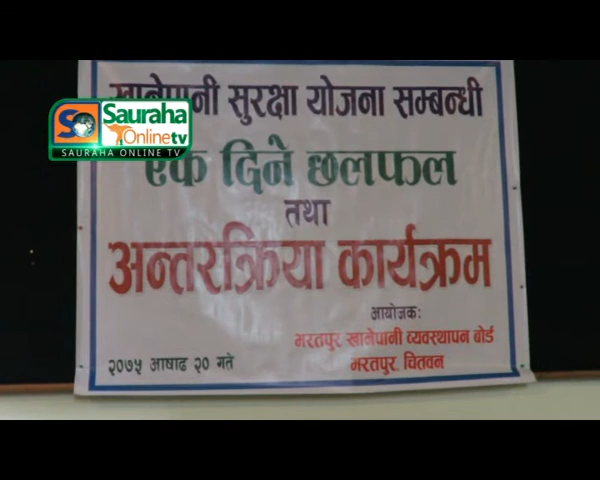 खानेपानी सुरक्षा योजना सम्बन्धी
Sauraha
Online tv
SAURAHA ONLINE TV
एक दिने छलफल
तथा
अन्तरक्रिया कार्यक्रम
आयोजक:
भरतपुर खानेपानी व्यवस्थापन बोर्ड
भरतपुर, चितवन
२०७५ आषाढ २० गते